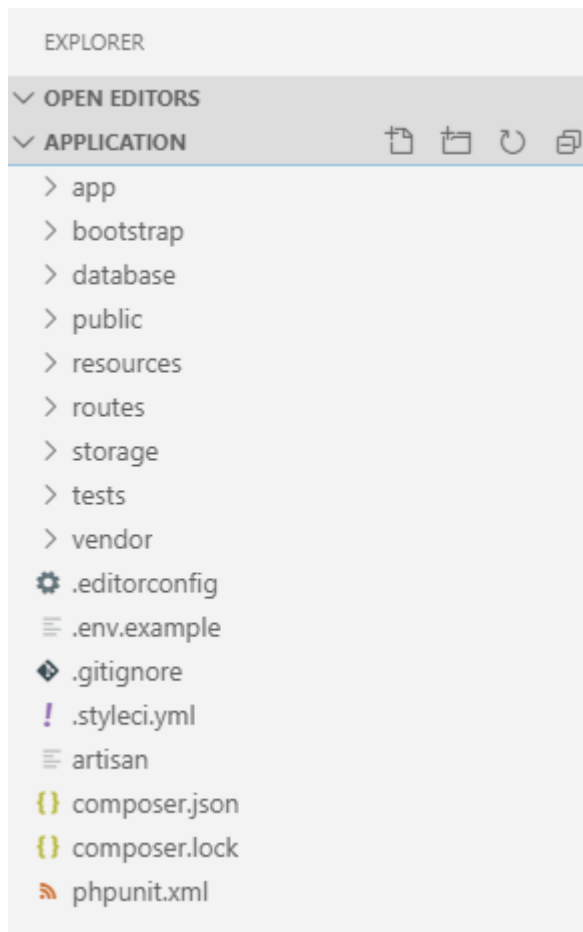 EXPLORER
OPEN EDITORS
APPLICATION
app
bootstrap
database
public
resources
routes
storage
tests
vendor
.editorconfig
.env.example
.gitignore
.styleci.yml
artisan
composer.json
composer.lock
phpunit.xml